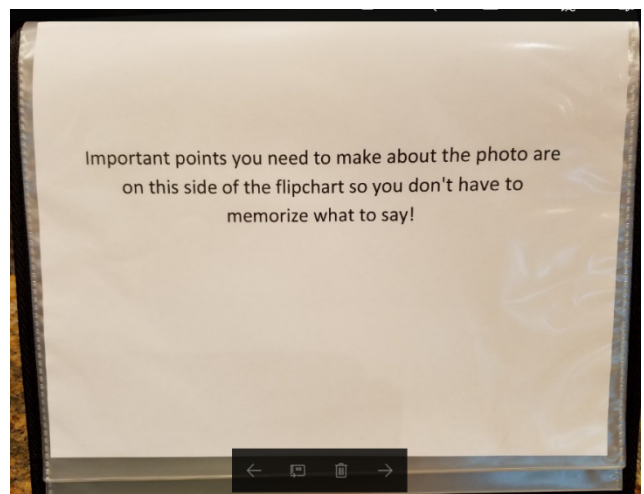 Important points you need to make about the photo are
on this side of the flipchart so you don't have to
memorize what to say!